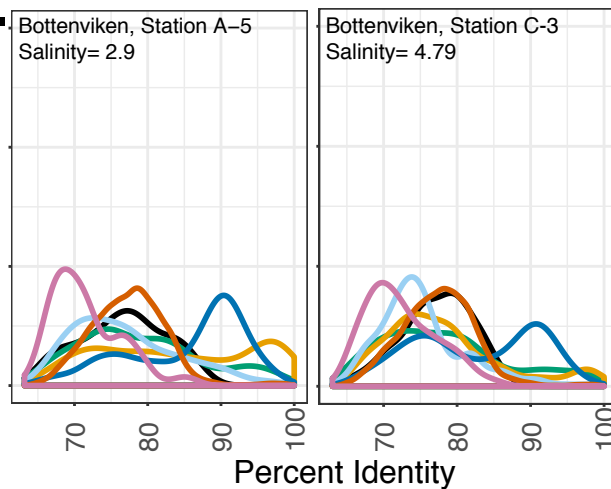 Bottenviken, Station A−5
Salinity= 2.9
Bottenviken, Station C-3
Salinity= 4.79
70 80 90 100 70 80 90 100
Percent Identity